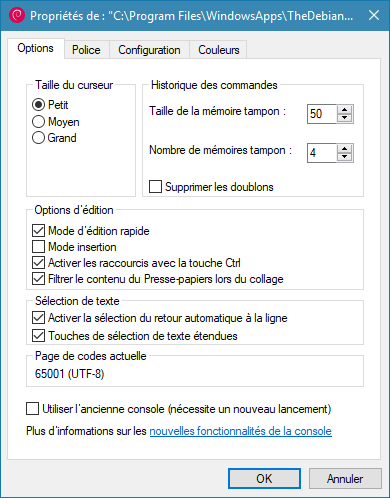 Propriétés de : "C:\Program Files\WindowsApps\TheDebian...
Options Police Configuration Couleurs
Taille du curseur
Petit
Moyen
Grand
Historique des commandes
Taille de la mémoire tampon : 50
Nombre de mémoires tampon : 4
Supprimer les doublons
Options d'édition
Mode d'édition rapide
Mode insertion
Activer les raccourcis avec la touche Ctrl
Filtrer le contenu du Presse-papiers lors du collage
Sélection de texte
Activer la sélection du retour automatique à la ligne
Touches de sélection de texte étendues
Page de codes actuelle
65001 (UTF-8)
Utiliser l'ancienne console (nécessite un nouveau lancement)
Plus d'informations sur les nouvelles fonctionnalités de la console
OK Annuler